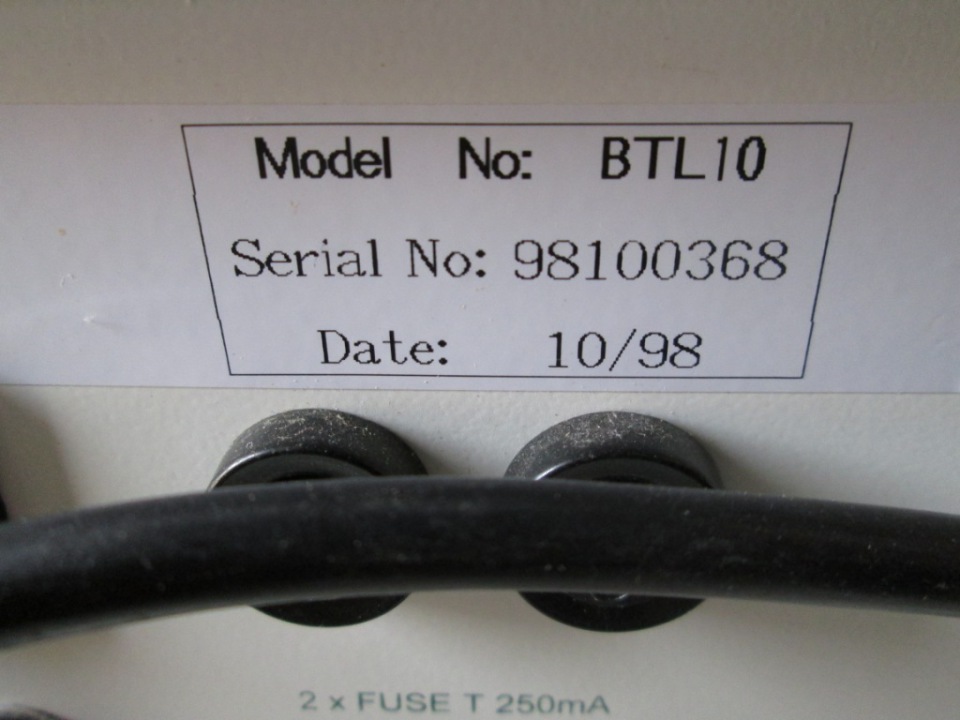 Model No: BTL10
Serial No: 98100368
Date: 10/98
2 x FUSE T 250mA